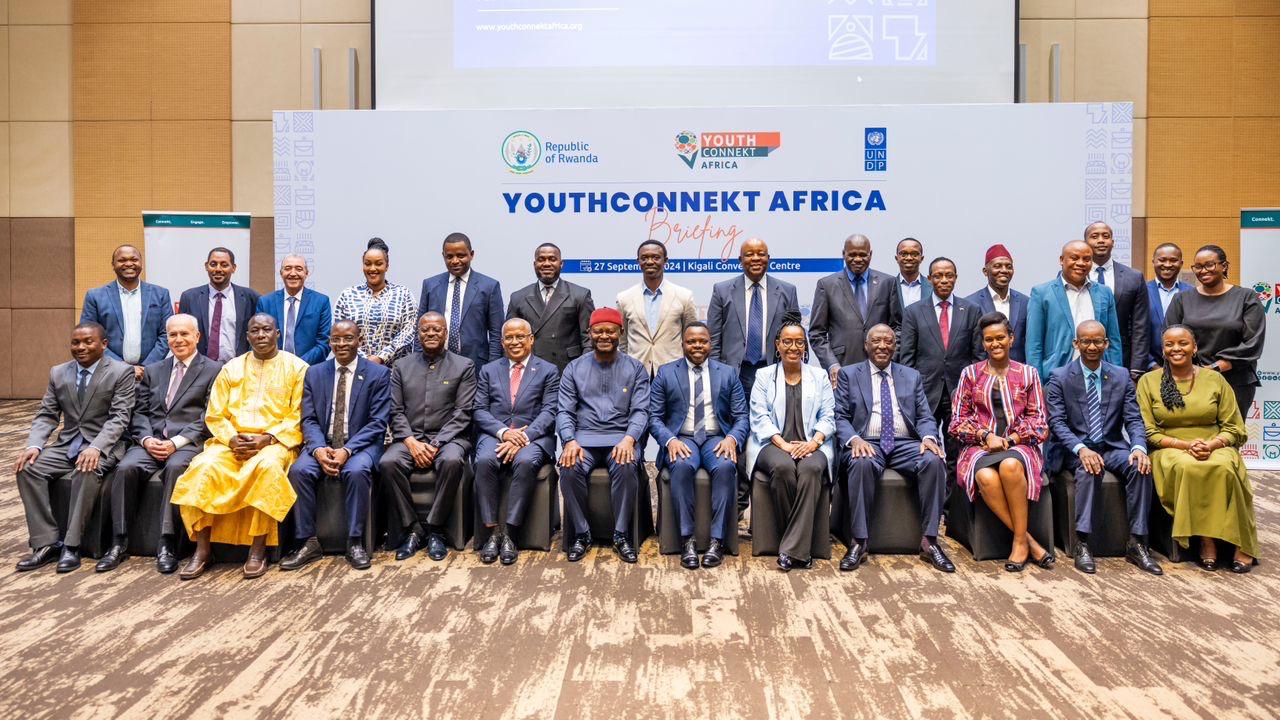 www.youthconnektafrica.org
Republic
of Rwanda
YOUTH
CONNEKT
AFRICA
UN
DP
YOUTHCONNEKT AFRICA
Briefing
27 September 2024 | Kigali Convention Centre
Connekt. Engage. Empower.
Connekt.